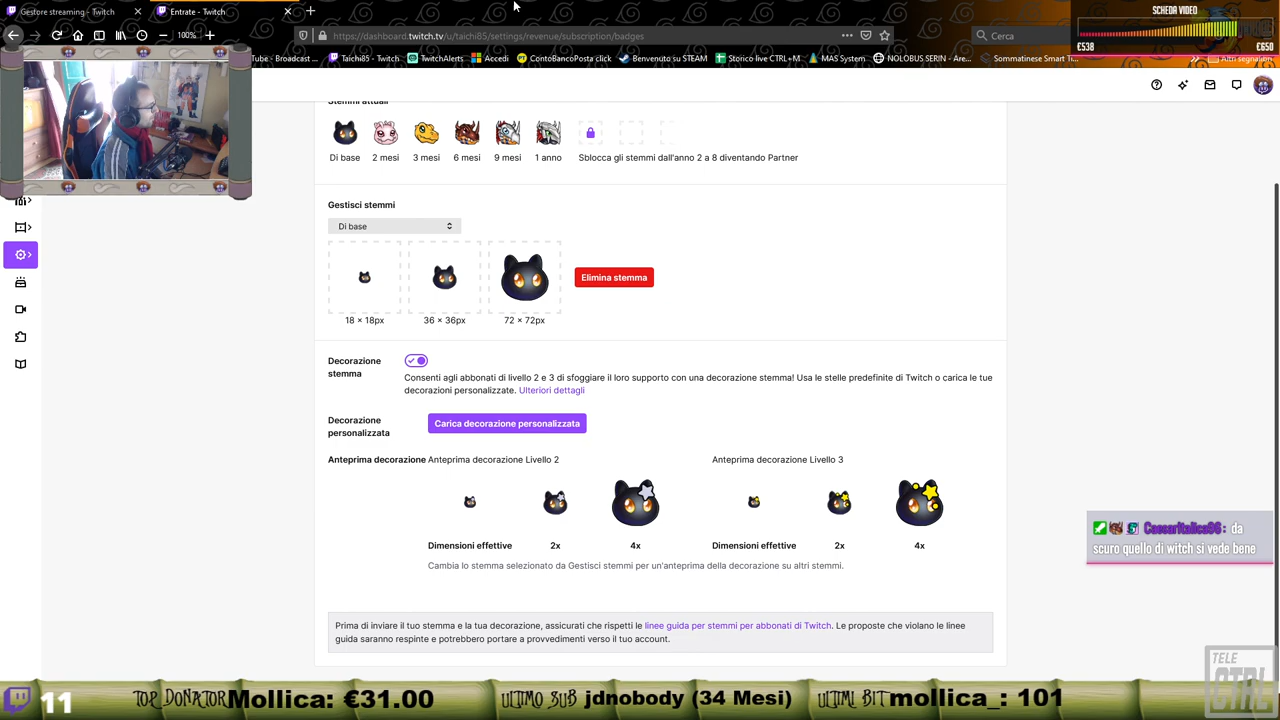 Gestore streaming - Twitch
Entrate - Twitch
SCHEDA VIDEO
€538
€650
100%
https://dashboard.twitch.tv/u/taichi85/settings/revenue/subscription/badges
Cerca
Tube - Broadcast ...
Taichi85 - Twitch
TwitchAlerts
Accedi
ContoBancoPosta click
Benvenuto su STEAM
Storico live CTRL+M
MAS System
NOLOBUS SERIN - Are...
Sommatinese Smart Ti...
Altri segnalibri
Stemmi attuali
Di base
2 mesi
3 mesi
6 mesi
9 mesi
1 anno
Sblocca gli stemmi dall'anno 2 a 8 diventando Partner
Gestisci stemmi
Di base
Elimina stemma
18 × 18px
36 × 36px
72 × 72px
Decorazione
stemma
Consenti agli abbonati di livello 2 e 3 di sfoggiare il loro supporto con una decorazione stemma! Usa le stelle predefinite di Twitch o carica le tue
decorazioni personalizzate. Ulteriori dettagli
Decorazione
personalizzata
Carica decorazione personalizzata
Anteprima decorazione
Anteprima decorazione Livello 2
Anteprima decorazione Livello 3
Dimensioni effettive
2x
4x
Dimensioni effettive
2x
4x
Cambia lo stemma selezionato da Gestisci stemmi per un'anteprima della decorazione su altri stemmi.
CaesarItalica96: da
scuro quello di witch si vede bene
Prima di inviare il tuo stemma e la tua decorazione, assicurati che rispetti le linee guida per stemmi per abbonati di Twitch. Le proposte che violano le linee
guida saranno respinte e potrebbero portare a provvedimenti verso il tuo account.
TELE
CTRL
11
TOP DONATOR Mollica: €31.00
ULTIMO SUB jdnobody (34 Mesi)
ULTIMI BIT mollica_: 101